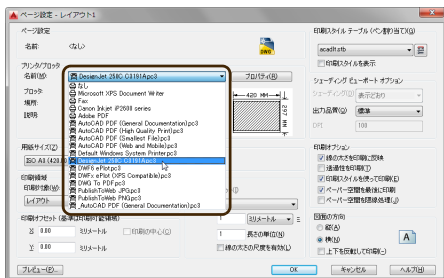 ページ設定 - レイアウト1
ページ設定
名前: <なし>
DWG
プリンタ/プロッタ
名前(M): DesignJet 250C C3191A.pc3
プロパティ(R)
なし
Microsoft XPS Document Writer
Fax
Canon Inkjet iP2600 series
Adobe PDF
AutoCAD PDF (General Documentation).pc3
AutoCAD PDF (High Quality Print).pc3
AutoCAD PDF (Smallest File).pc3
AutoCAD PDF (Web and Mobile).pc3
Default Windows System Printer.pc3
DesignJet 250C C3191A.pc3
DWF6 ePlot.pc3
DWFx ePlot (XPS Compatible).pc3
DWG To PDF.pc3
PublishToWeb JPG.pc3
PublishToWeb PNG.pc3
_AutoCAD PDF (General Documentation).pc3
プロッタ:
場所:
説明:
420 MM
297 MM
用紙サイズ(Z)
ISO A3 (420.0
印刷領域
印刷対象(W):
レイアウト
印刷オフセット (基準は印刷可能領域)
X: 0.00 ミリメートル 印刷の中心(C)
Y: 0.00 ミリメートル
1 ミリメートル =
1 長さの単位(N)
線の太さの尺度を有効(L)
印刷スタイル テーブル (ペン割り当て)(G)
acadlt.stb
印刷スタイルを表示
シェーディング ビューポート オプション
シェーディング(D) 表示どおり
出力品質(Q) 標準
DPI 100
印刷オプション
線の太さを印刷に反映
透過性を印刷(T)
印刷スタイルを使って印刷(E)
ペーパー空間を最後に印刷
ペーパー空間を隠線処理(J)
図面の方向
縦(A)
横(N)
上下を反転して印刷(-)
A
プレビュー(P)...
OK
キャンセル
ヘルプ(H)